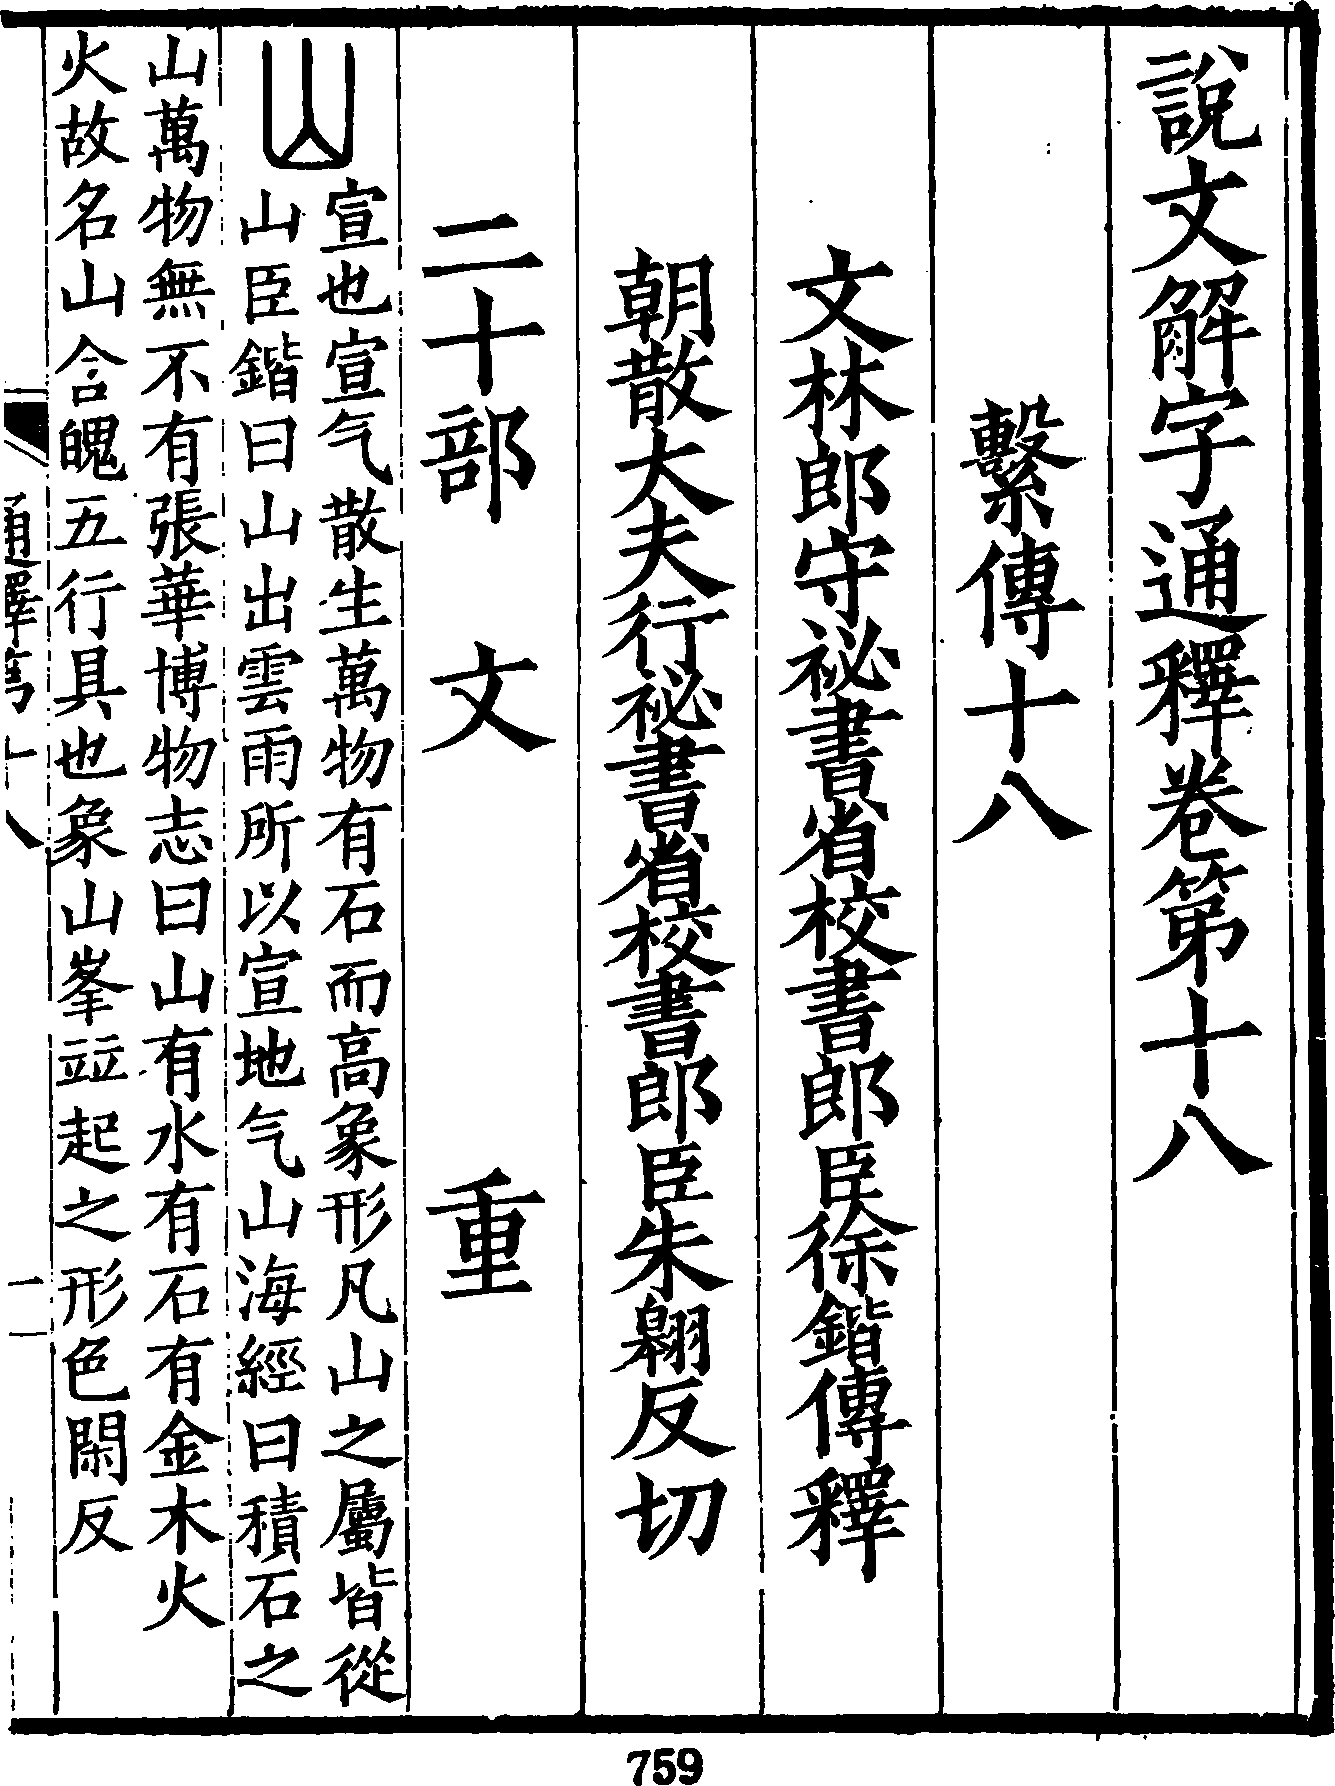 說文解字通釋卷第十八
繫傳十八
文林郎守祕書省校書郎臣徐鍇傳釋
朝散大夫行祕書省校書郎臣朱翱反切
二十部　文　重
山
宣也宣气散生萬物有石而高象形凡山之屬皆從
山臣鍇曰山出雲雨所以宣地气山海經曰積石之
山萬物無不有張華博物志曰山有水有石有金木火
火故名山含魄五行具也象山峯竝起之形色閑反
通釋第十八
一
759